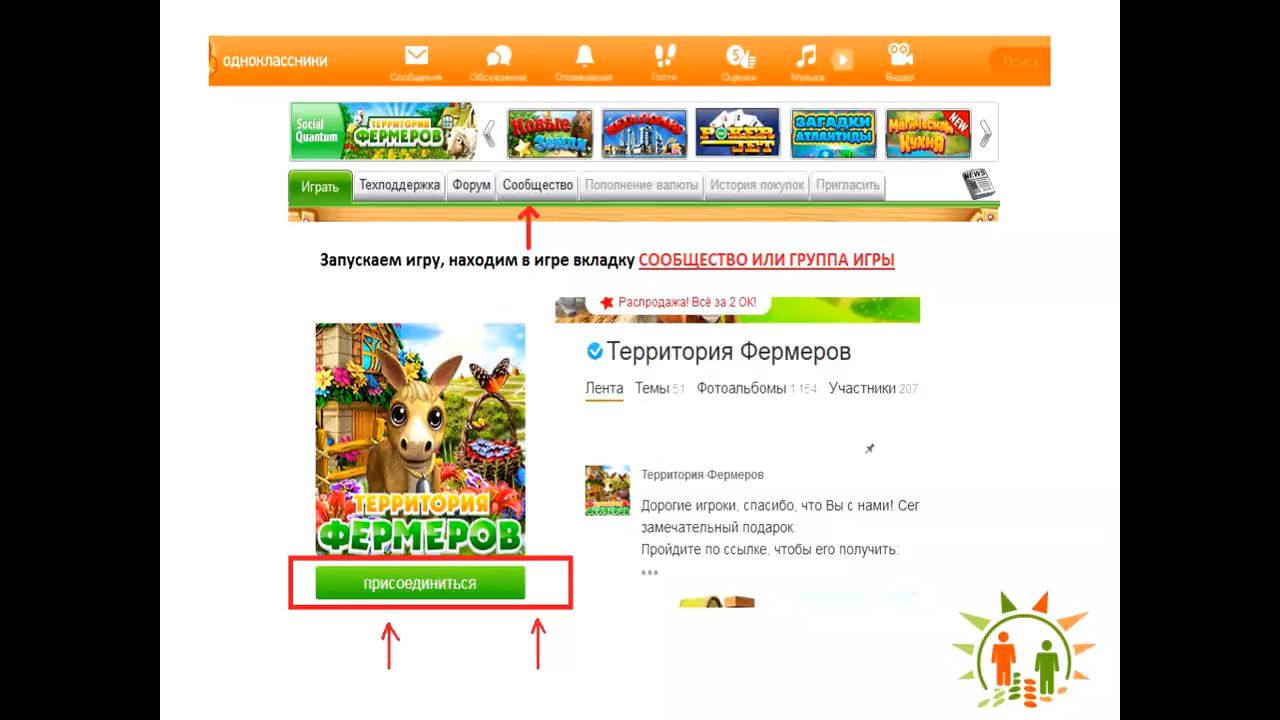 одноклассники
Сообщения Обсуждения Оповещения Гости Оценки Музыка Видео Поиск
Social
Quantum
ТЕРРИТОРИЯ
ФЕРМЕРОВ
Новые
Земли
МЕГАПОЛИС
POKER
JET
ЗАГАДКИ
АТЛАНТИДЫ
Магическая
Кухня
NEW
Играть Техподдержка Форум Сообщество Пополнение валюты История покупок Пригласить
NEWS
Запускаем игру, находим в игре вкладку СООБЩЕСТВО ИЛИ ГРУППА ИГРЫ
Распродажа! Всё за 2 ОК!
Территория Фермеров
Лента Темы 51 Фотоальбомы 1 154 Участники 207
Территория Фермеров
Дорогие игроки, спасибо, что Вы с нами! Сег
замечательный подарок.
Пройдите по ссылке, чтобы его получить:
ТЕРРИТОРИЯ
ФЕРМЕРОВ
присоединиться